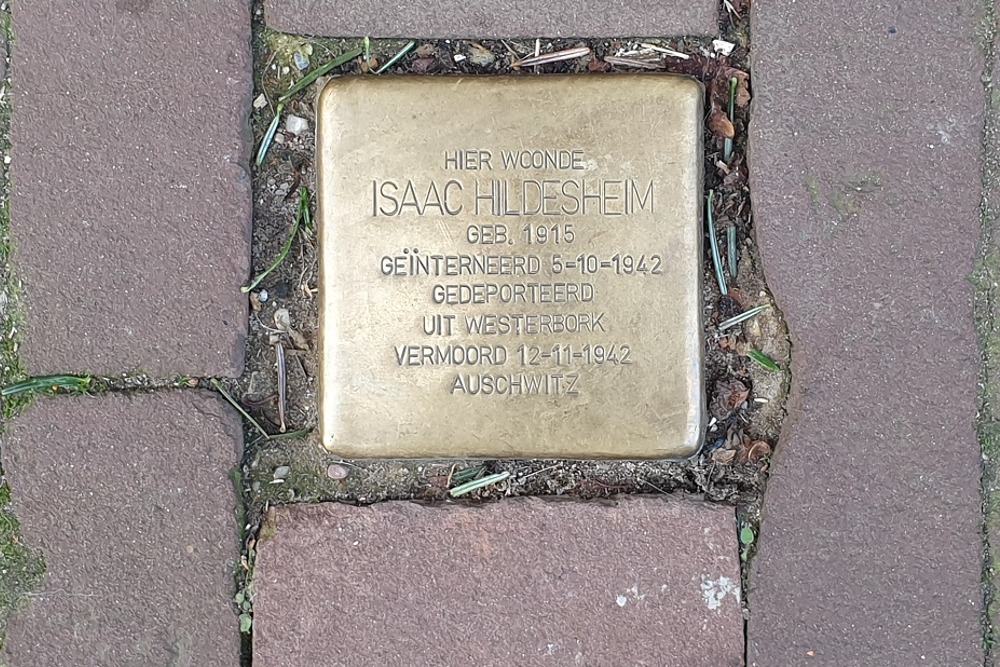 HIER WOONDE
ISAAC HILDESHEIM
GEB. 1915
GEÏNTERNEERD 5-10-1942
GEDEPORTEERD
UIT WESTERBORK
VERMOORD 12-11-1942
AUSCHWITZ